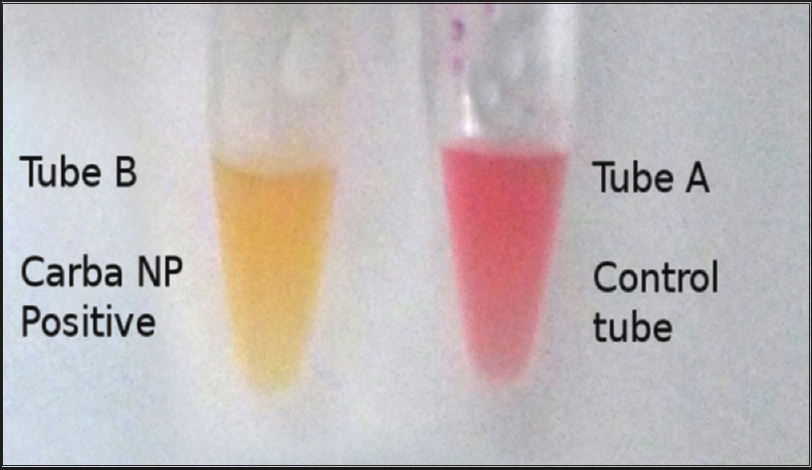 Tube B
Carba NP
Positive
Tube A
Control
tube